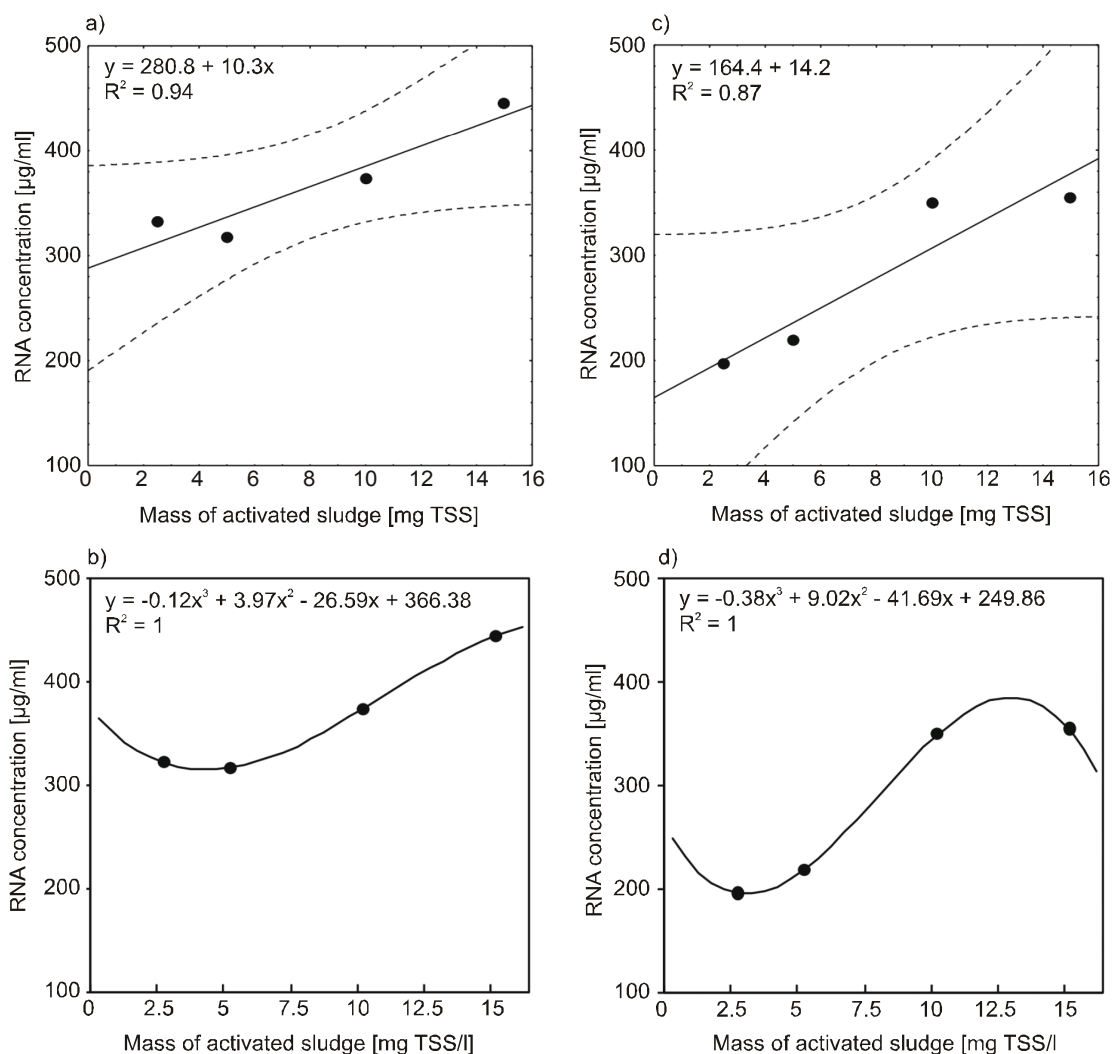 a)
y = 280.8 + 10.3x
R² = 0.94
500
400
300
200
100
RNA concentration [µg/ml]
0 2 4 6 8 10 12 14 16
Mass of activated sludge [mg TSS]
c)
y = 164.4 + 14.2
R² = 0.87
500
400
300
200
100
RNA concentration [µg/ml]
0 2 4 6 8 10 12 14 16
Mass of activated sludge [mg TSS]
b)
y = -0.12x³ + 3.97x² - 26.59x + 366.38
R² = 1
500
400
300
200
100
RNA concentration [µg/ml]
0 2.5 5 7.5 10 12.5 15
Mass of activated sludge [mg TSS/l]
d)
y = -0.38x³ + 9.02x² - 41.69x + 249.86
R² = 1
500
400
300
200
100
RNA concentration [µg/ml]
0 2.5 5 7.5 10 12.5 15
Mass of activated sludge [mg TSS/l